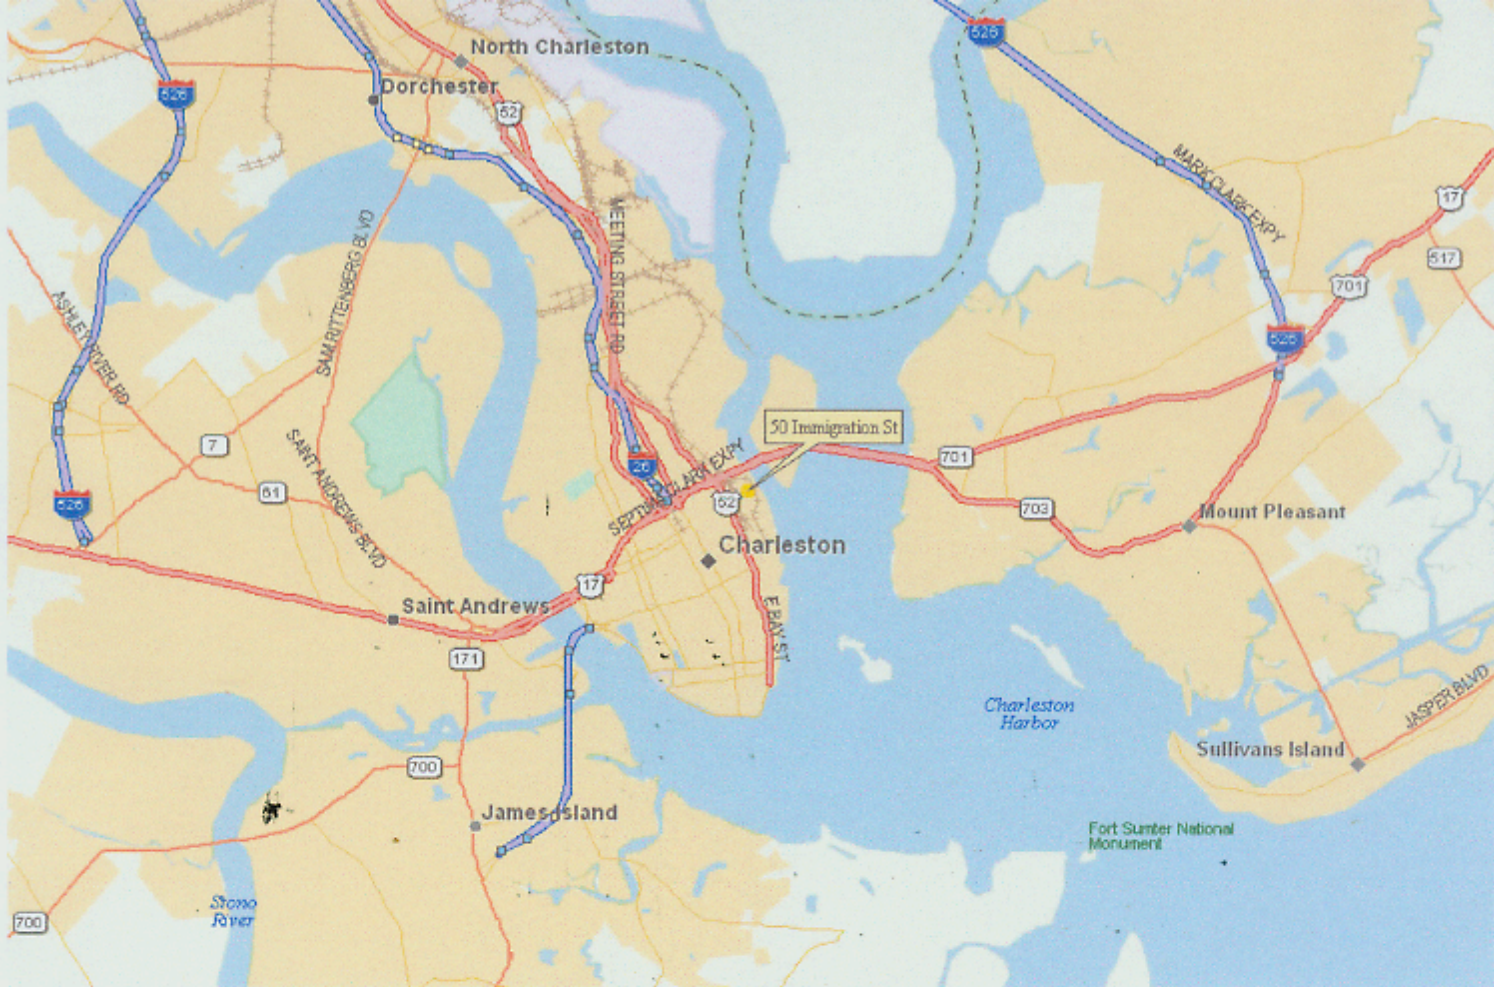 526
North Charleston
Dorchester
526
52
MARK CLARK EXPY
17
517
701
MEETING STREET RD
SAM RITTENBERG BLVD
ASHLEY RIVER RD
526
50 Immigration St
7
SAINT ANDREWS BLVD
61
26
SEPTIMA CLARK EXPY
701
703
52
526
Mount Pleasant
Charleston
17
Saint Andrews
E BAY ST
171
Charleston
Harbor
JASPER BLVD
Sullivans Island
700
James Island
Fort Sumter National
Monument
Stono
River
700